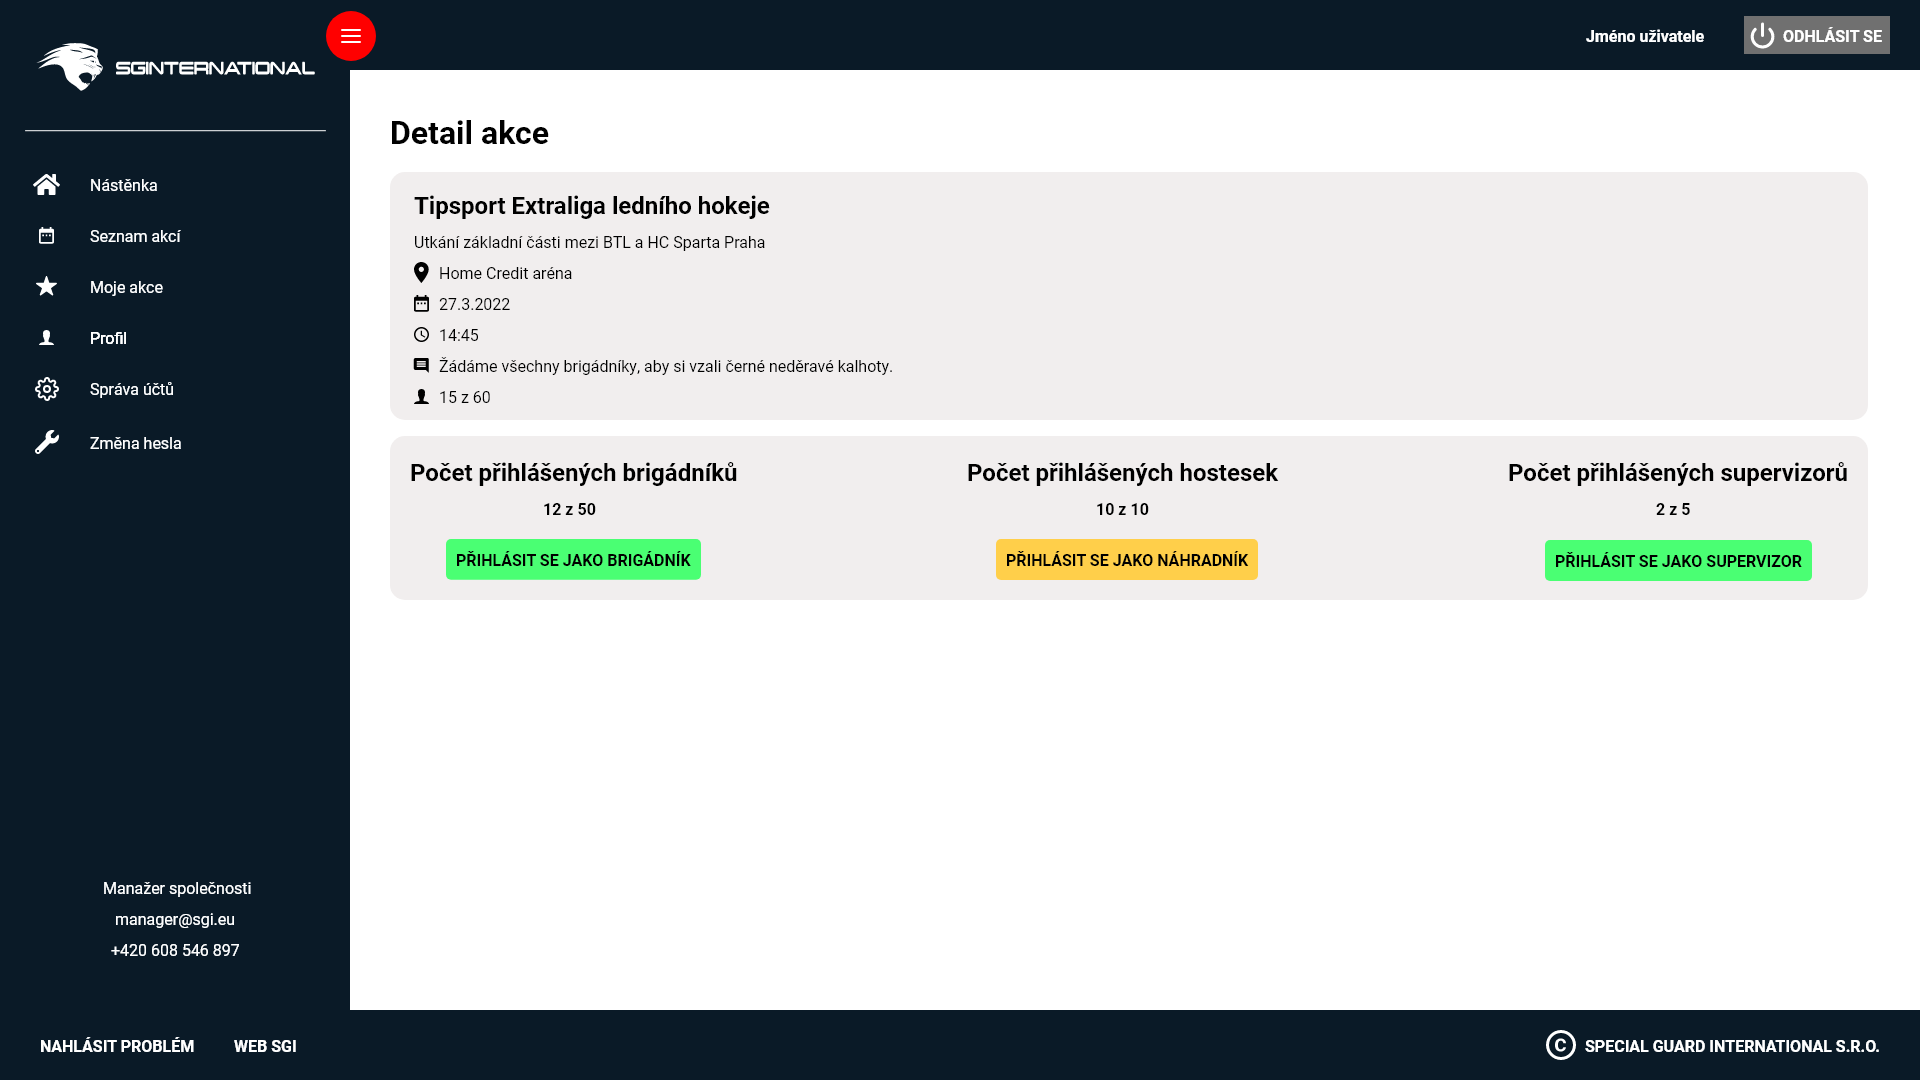 SGINTERNATIONAL
Jméno uživatele
ODHLÁSIT SE
Nástěnka
Seznam akcí
Moje akce
Profil
Správa účtů
Změna hesla
Manažer společnosti
manager@sgi.eu
+420 608 546 897
Detail akce
Tipsport Extraliga ledního hokeje
Utkání základní části mezi BTL a HC Sparta Praha
Home Credit aréna
27.3.2022
14:45
Žádáme všechny brigádníky, aby si vzali černé neděravé kalhoty.
15 z 60
Počet přihlášených brigádníků
12 z 50
PŘIHLÁSIT SE JAKO BRIGÁDNÍK
Počet přihlášených hostesek
10 z 10
PŘIHLÁSIT SE JAKO NÁHRADNÍK
Počet přihlášených supervizorů
2 z 5
PŘIHLÁSIT SE JAKO SUPERVIZOR
NAHLÁSIT PROBLÉM
WEB SGI
© SPECIAL GUARD INTERNATIONAL S.R.O.